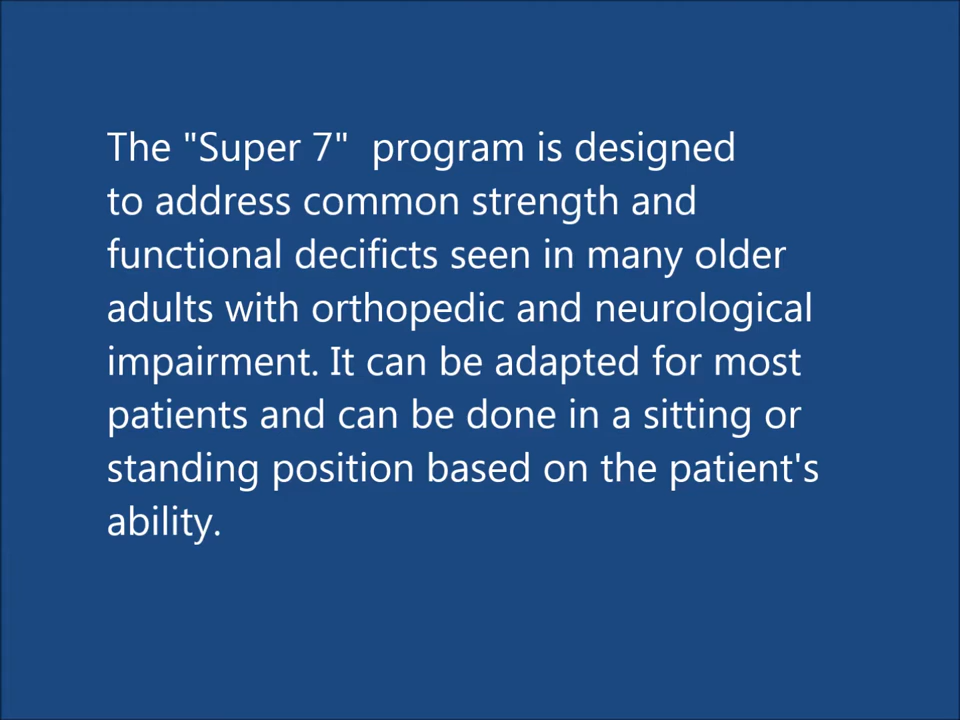 The "Super 7"  program is designed
to address common strength and
functional decificts seen in many older
adults with orthopedic and neurological
impairment. It can be adapted for most
patients and can be done in a sitting or
standing position based on the patient's
ability.